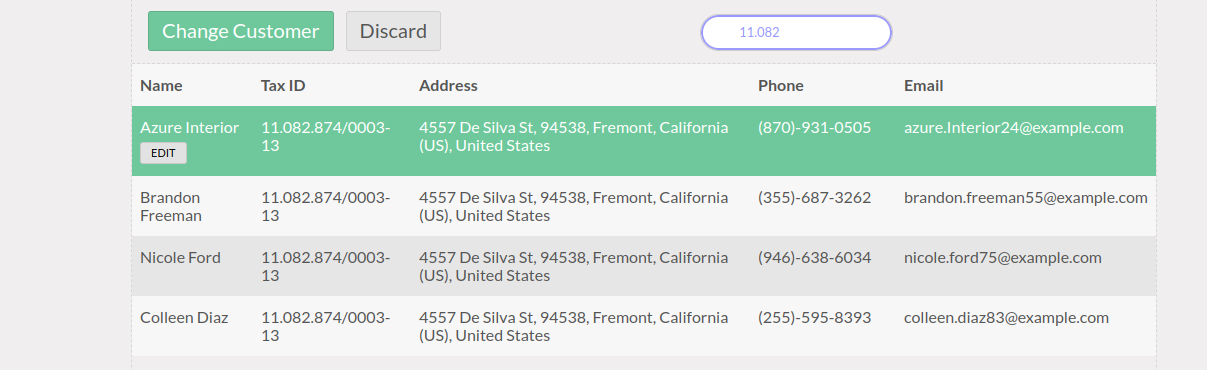 Change Customer Discard 11.082
Name Tax ID Address Phone Email
Azure Interior 11.082.874/0003- 4557 De Silva St, 94538, Fremont, California (870)-931-0505 azure.Interior24@example.com
13 (US), United States
EDIT
Brandon 11.082.874/0003- 4557 De Silva St, 94538, Fremont, California (355)-687-3262 brandon.freeman55@example.com
Freeman 13 (US), United States
Nicole Ford 11.082.874/0003- 4557 De Silva St, 94538, Fremont, California (946)-638-6034 nicole.ford75@example.com
13 (US), United States
Colleen Diaz 11.082.874/0003- 4557 De Silva St, 94538, Fremont, California (255)-595-8393 colleen.diaz83@example.com
13 (US), United States